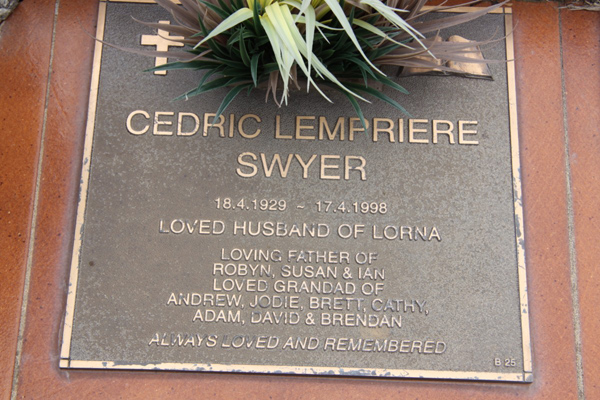 CEDRIC LEMPRIERE
SWYER
18.4.1929 ~ 17.4.1998
LOVED HUSBAND OF LORNA
LOVING FATHER OF
ROBYN, SUSAN & IAN
LOVED GRANDAD OF
ANDREW, JODIE, BRETT, CATHY,
ADAM, DAVID & BRENDAN
ALWAYS LOVED AND REMEMBERED
B 25